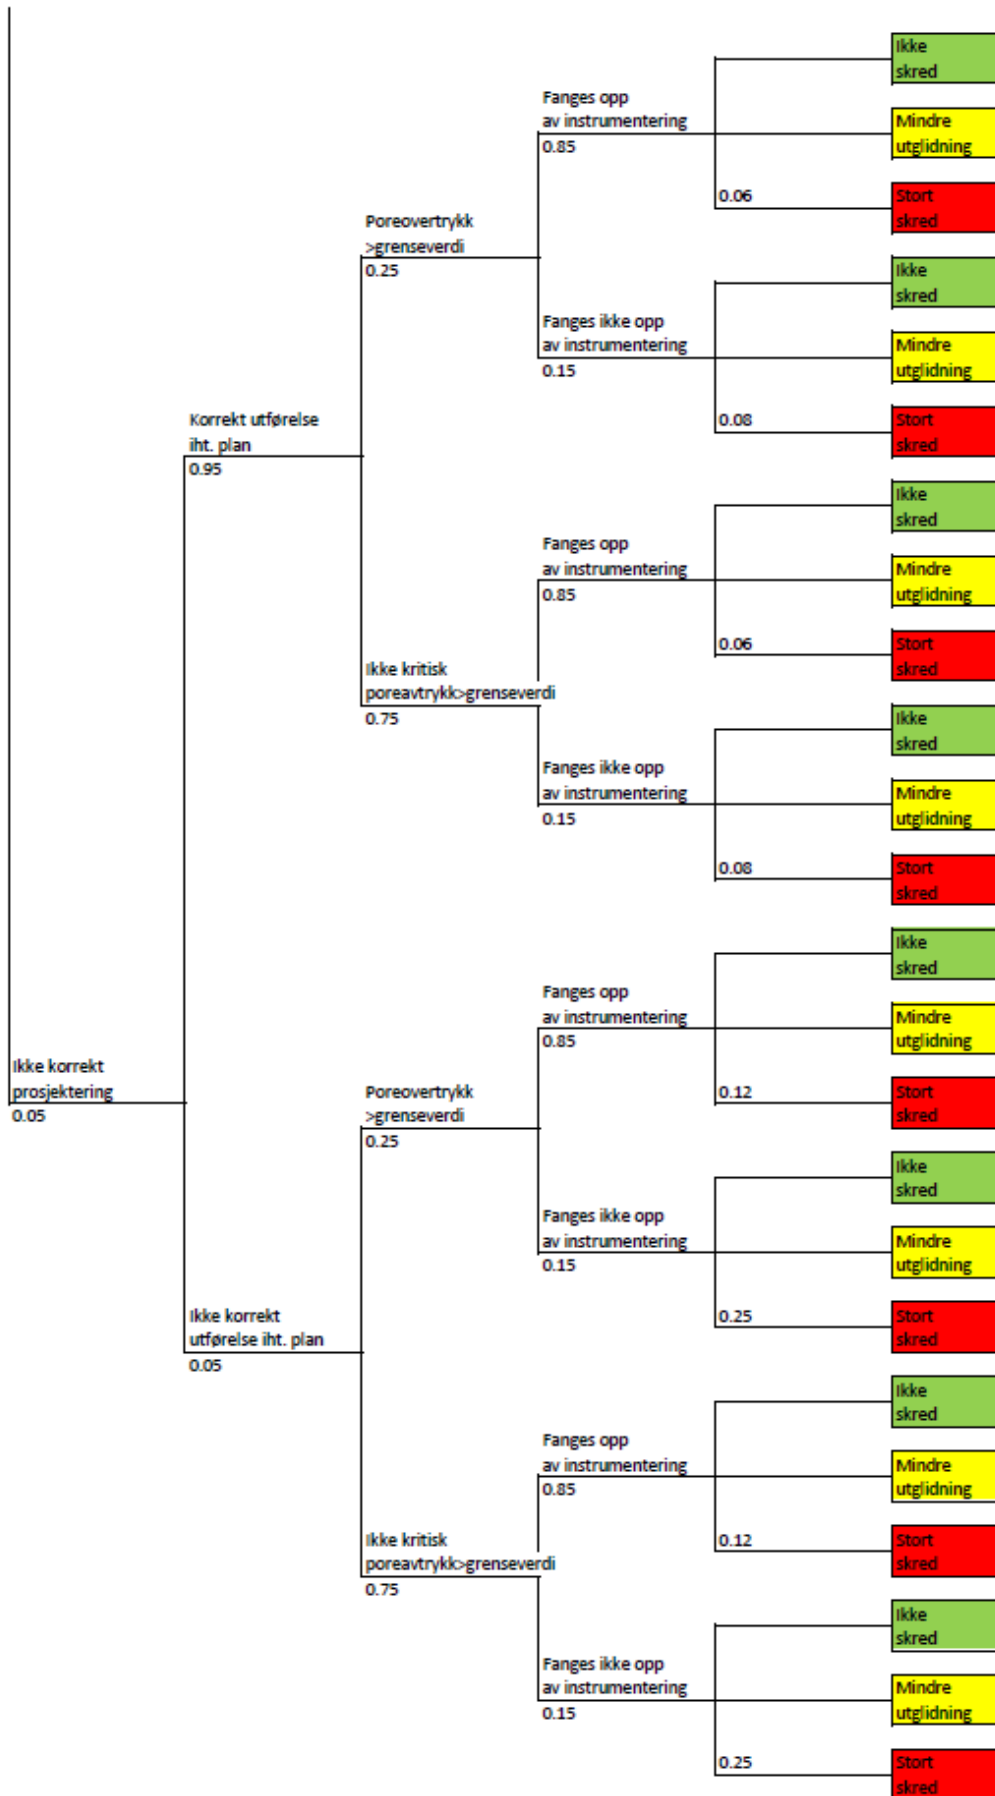 Ikke
skred
Fanges opp
av instrumentering
0.85
Mindre
utglidning
0.06
Stort
skred
Poreovertrykk
>grenseverdi
0.25
Ikke
skred
Fanges ikke opp
av instrumentering
0.15
Mindre
utglidning
0.08
Stort
skred
Korrekt utførelse
iht. plan
0.95
Ikke
skred
Fanges opp
av instrumentering
0.85
Mindre
utglidning
0.06
Stort
skred
Ikke kritisk
poreavtrykk>grenseverdi
0.75
Ikke
skred
Fanges ikke opp
av instrumentering
0.15
Mindre
utglidning
0.08
Stort
skred
Ikke
skred
Fanges opp
av instrumentering
0.85
Mindre
utglidning
Ikke korrekt
prosjektering
0.05
Poreovertrykk
>grenseverdi
0.25
0.12
Stort
skred
Ikke
skred
Fanges ikke opp
av instrumentering
0.15
Mindre
utglidning
0.25
Stort
skred
Ikke korrekt
utførelse iht. plan
0.05
Ikke
skred
Fanges opp
av instrumentering
0.85
Mindre
utglidning
0.12
Stort
skred
Ikke kritisk
poreavtrykk>grenseverdi
0.75
Ikke
skred
Fanges ikke opp
av instrumentering
0.15
Mindre
utglidning
0.25
Stort
skred